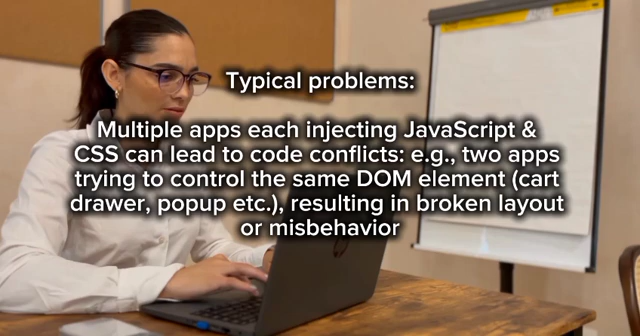 Typical problems:
Multiple apps each injecting JavaScript &
CSS can lead to code conflicts: e.g., two apps
trying to control the same DOM element (cart
drawer, popup etc.), resulting in broken layout
or misbehavior